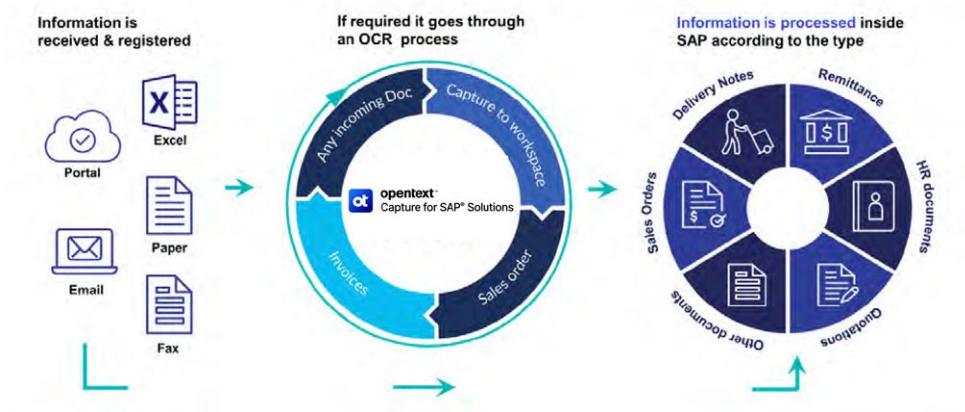 Information is
received & registered
Portal
Excel
Paper
Email
Fax
If required it goes through
an OCR process
Any incoming Doc
Capture to workspace
Sales order
Invoices
ot
opentext™
Capture for SAP® Solutions
Information is processed inside
SAP according to the type
Delivery Notes
Remittance
HR documents
Quotations
Other documents
Sales Orders